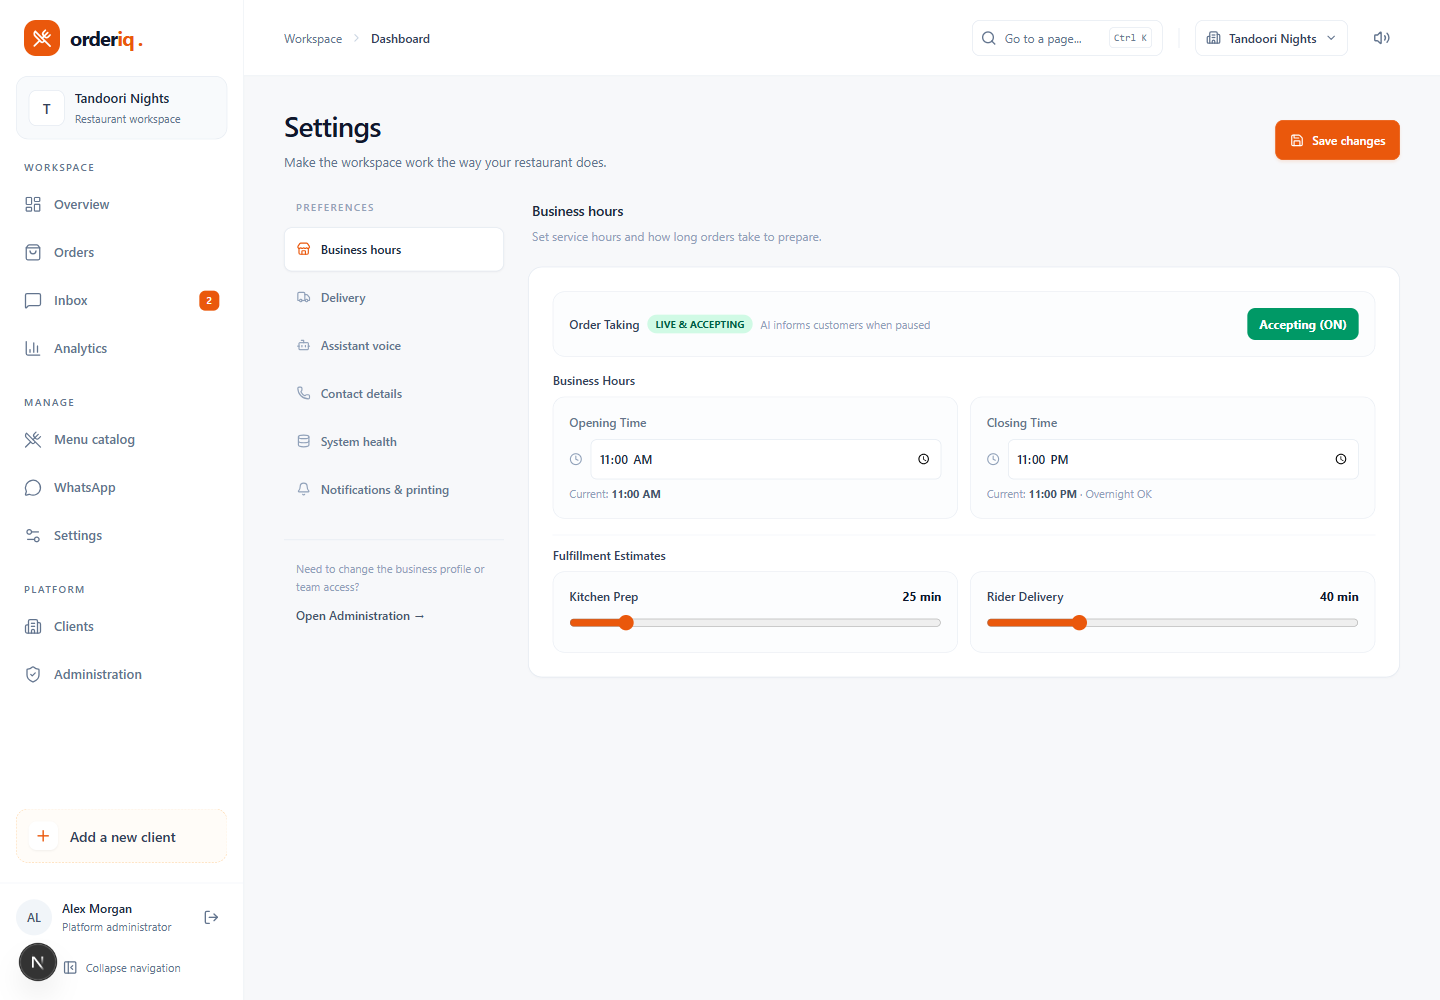 orderiq.
Workspace
Dashboard
Go to a page...
Ctrl K
Tandoori Nights
T
Tandoori Nights
Restaurant workspace
WORKSPACE
Overview
Orders
Inbox
2
Analytics
MANAGE
Menu catalog
WhatsApp
Settings
PLATFORM
Clients
Administration
Add a new client
AL
Alex Morgan
Platform administrator
N
Collapse navigation
Settings
Make the workspace work the way your restaurant does.
Save changes
PREFERENCES
Business hours
Delivery
Assistant voice
Contact details
System health
Notifications & printing
Need to change the business profile or
team access?
Open Administration →
Business hours
Set service hours and how long orders take to prepare.
Order Taking
LIVE & ACCEPTING
AI informs customers when paused
Accepting (ON)
Business Hours
Opening Time
11:00 AM
Current: 11:00 AM
Closing Time
11:00 PM
Current: 11:00 PM · Overnight OK
Fulfillment Estimates
Kitchen Prep
25 min
Rider Delivery
40 min